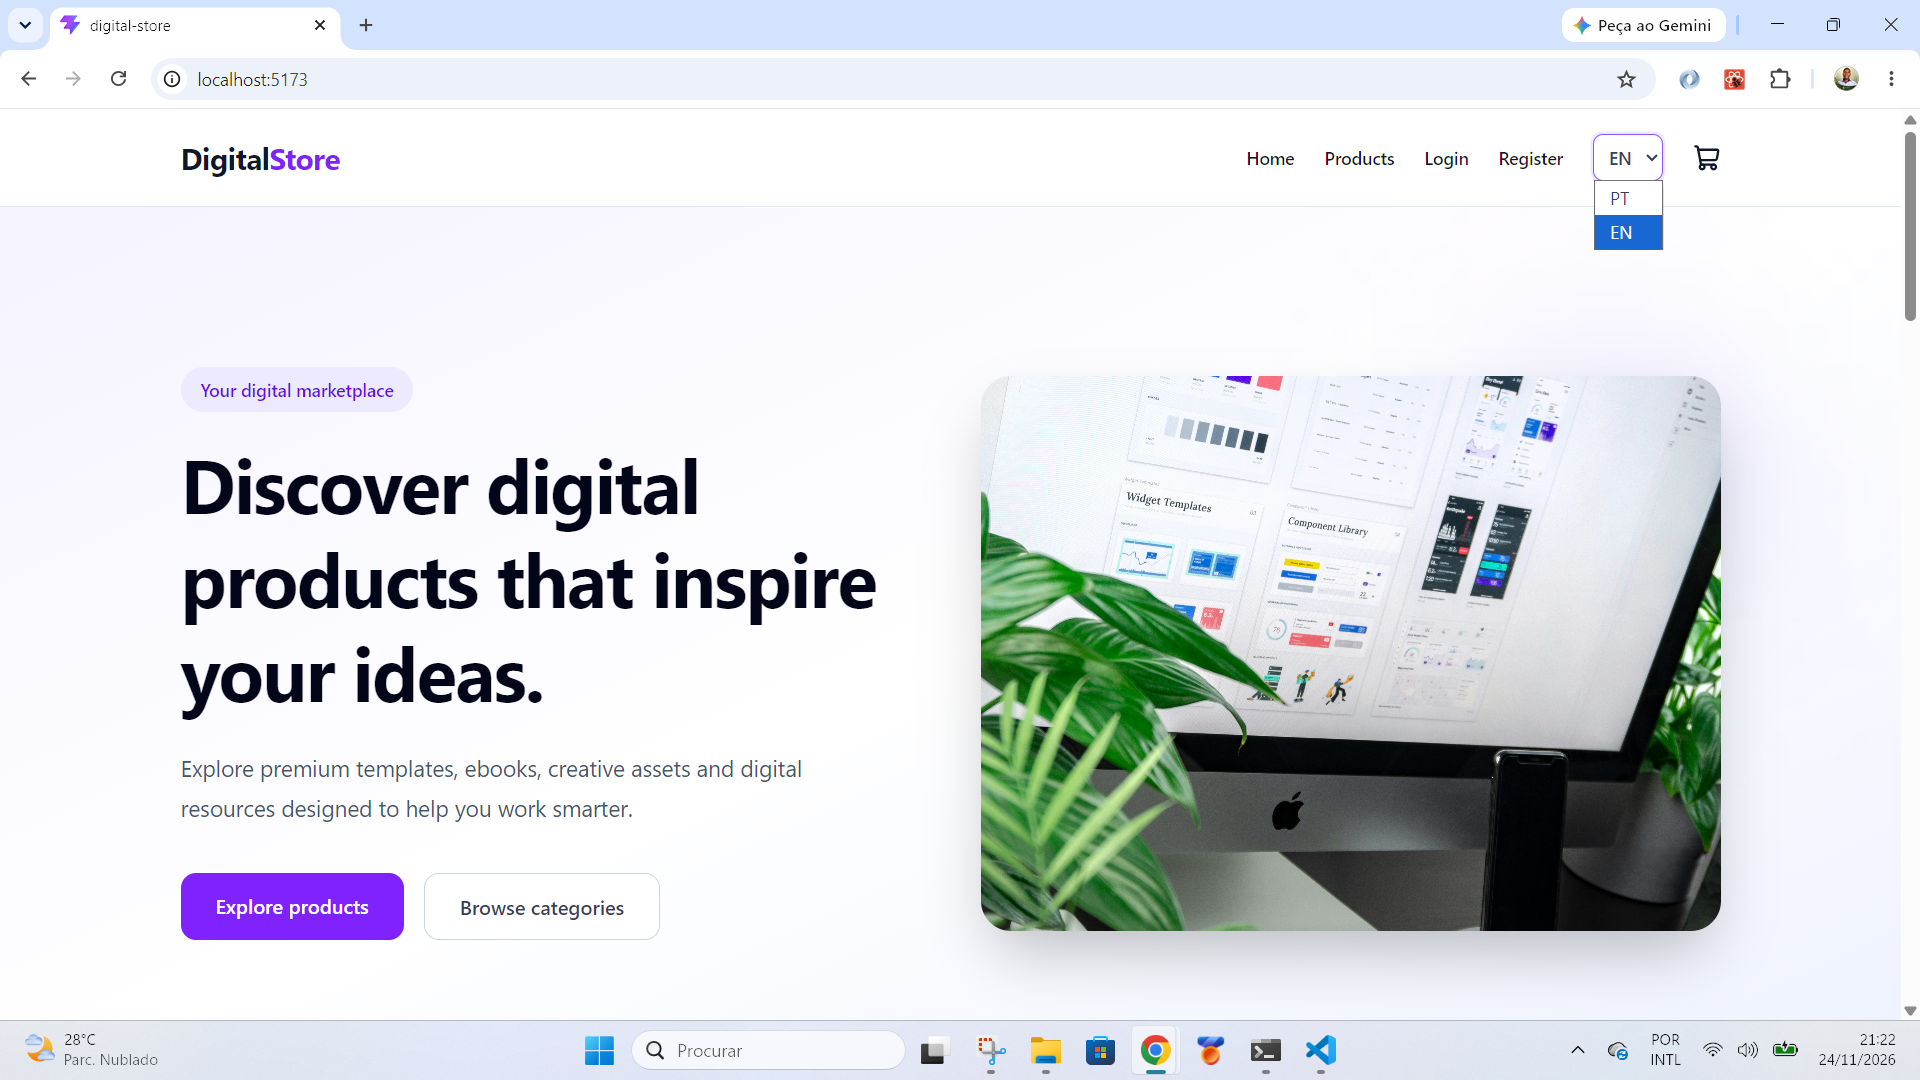 digital-store
Peça ao Gemini
localhost:5173
DigitalStore
Home
Products
Login
Register
EN
PT
EN
Your digital marketplace
Discover digital
products that inspire
your ideas.
Explore premium templates, ebooks, creative assets and digital
resources designed to help you work smarter.
Explore products
Browse categories
Widget Templates
Component Library
28°C
Parc. Nublado
Procurar
POR
INTL
21:22
24/11/2026